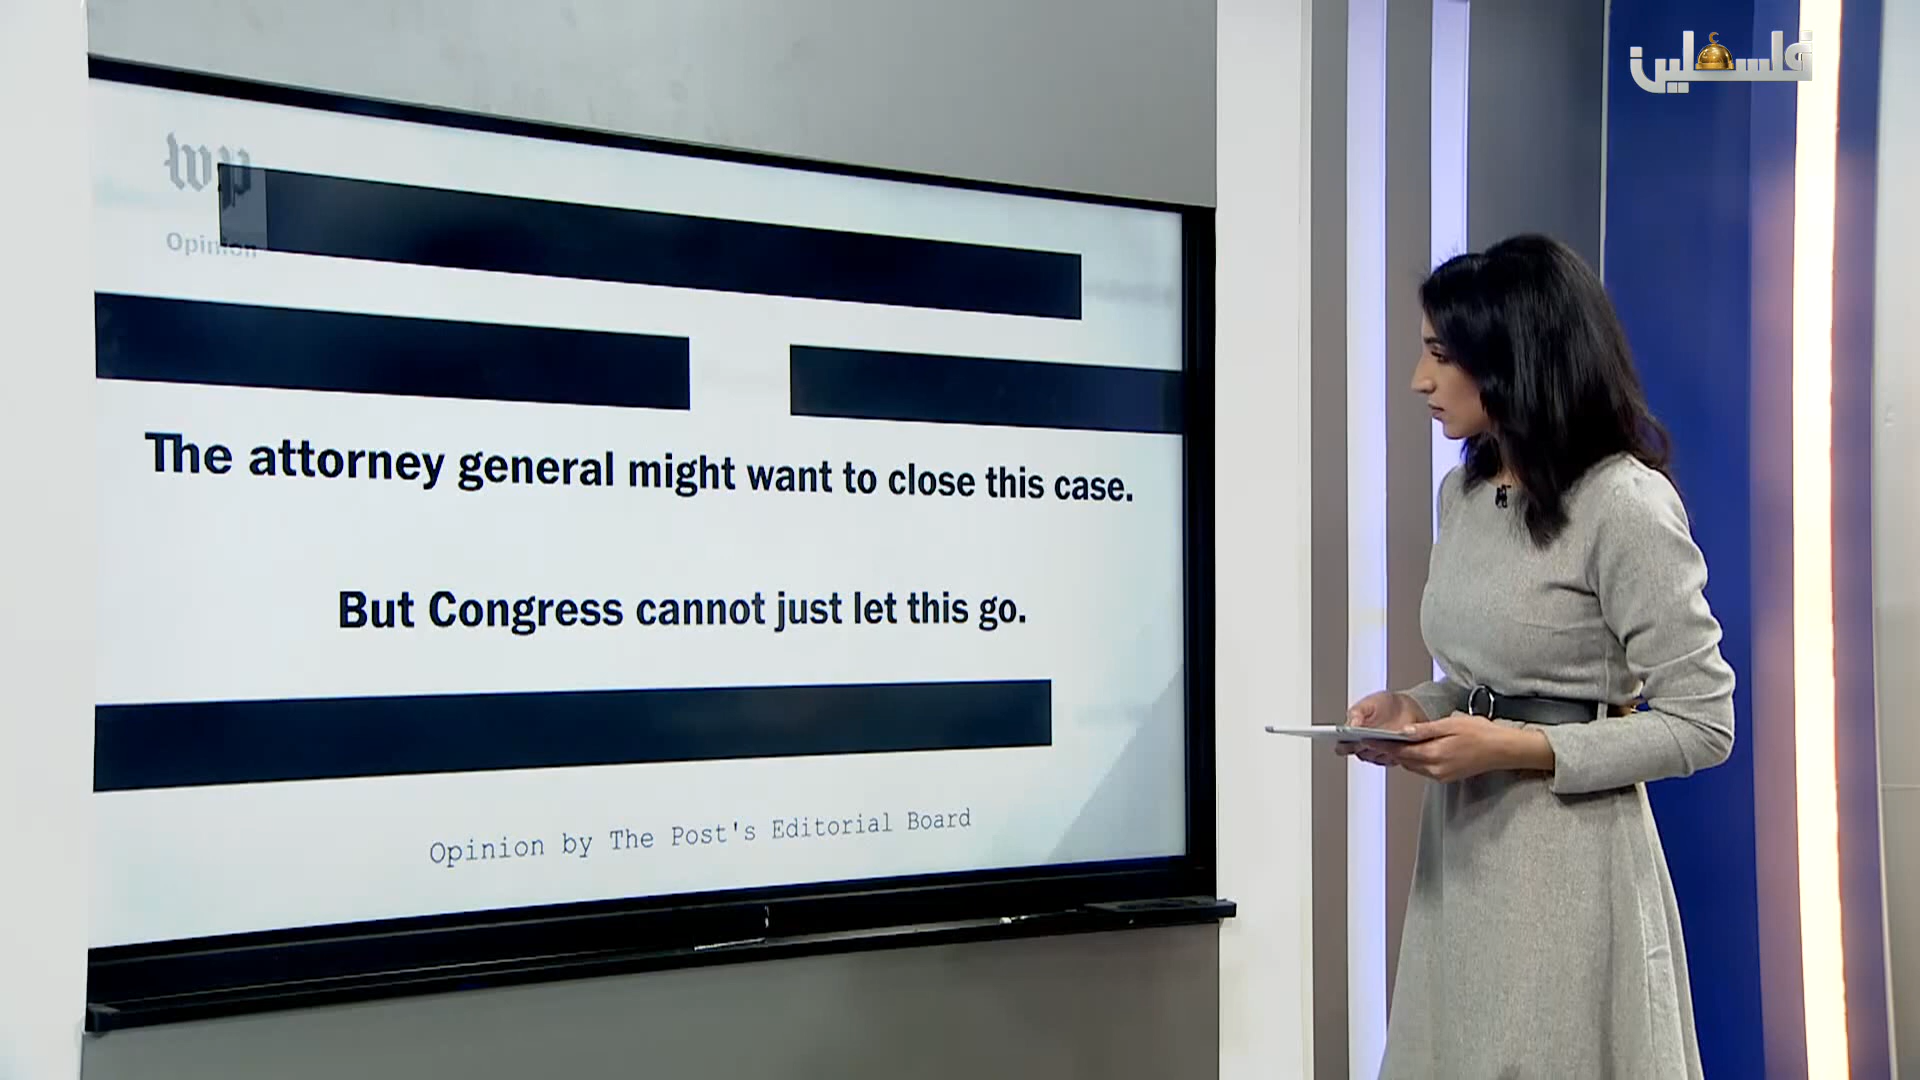 فلسطين
wp
Opinion
The attorney general might want to close this case.
But Congress cannot just let this go.
Opinion by The Post's Editorial Board